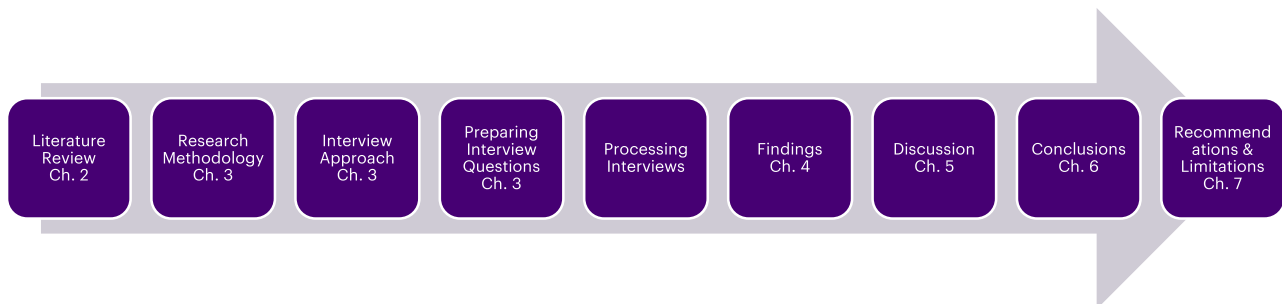 Literature
Review
Ch. 2
Research
Methodology
Ch. 3
Interview
Approach
Ch. 3
Preparing
Interview
Questions
Ch. 3
Processing
Interviews
Findings
Ch. 4
Discussion
Ch. 5
Conclusions
Ch. 6
Recommend
ations &
Limitations
Ch. 7